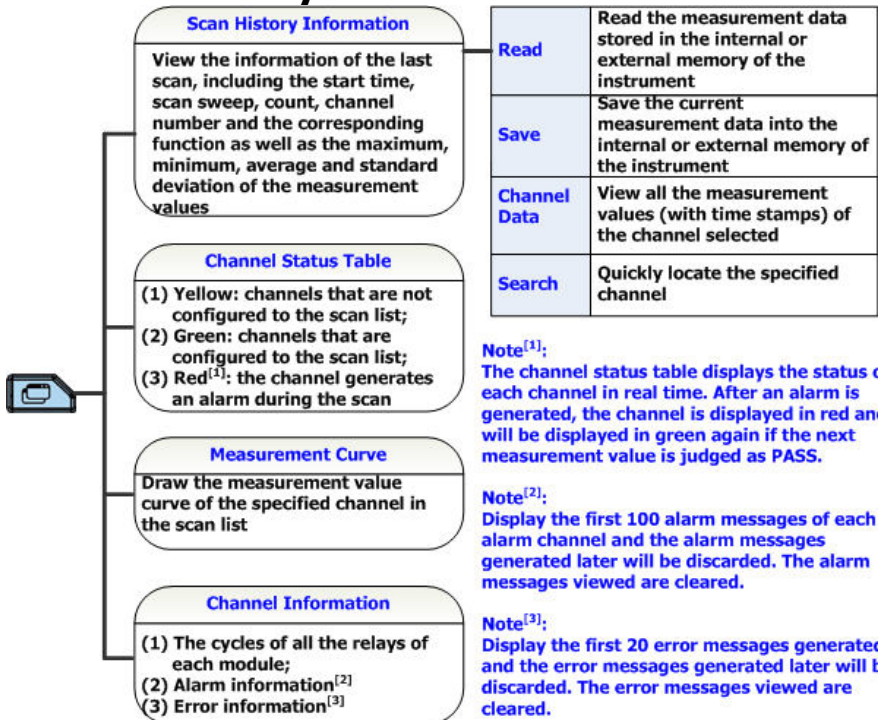 Scan History Information
View the information of the last
scan, including the start time,
scan sweep, count, channel
number and the corresponding
function as well as the maximum,
minimum, average and standard
deviation of the measurement
values
Read
Read the measurement data
stored in the internal or
external memory of the
instrument
Save
Save the current
measurement data into the
internal or external memory of
the instrument
Channel
Data
View all the measurement
values (with time stamps) of
the channel selected
Search
Quickly locate the specified
channel
Channel Status Table
(1) Yellow: channels that are not
configured to the scan list;
(2) Green: channels that are
configured to the scan list;
(3) Red[1]: the channel generates
an alarm during the scan
Measurement Curve
Draw the measurement value
curve of the specified channel in
the scan list
Channel Information
(1) The cycles of all the relays of
each module;
(2) Alarm information[2]
(3) Error information[3]
Note[1]:
The channel status table displays the status
each channel in real time. After an alarm is
generated, the channel is displayed in red and
will be displayed in green again if the next
measurement value is judged as PASS.
Note[2]:
Display the first 100 alarm messages of each
alarm channel and the alarm messages
generated later will be discarded. The alarm
messages viewed are cleared.
Note[3]:
Display the first 20 error messages generated
and the error messages generated later will
discarded. The error messages viewed are
cleared.